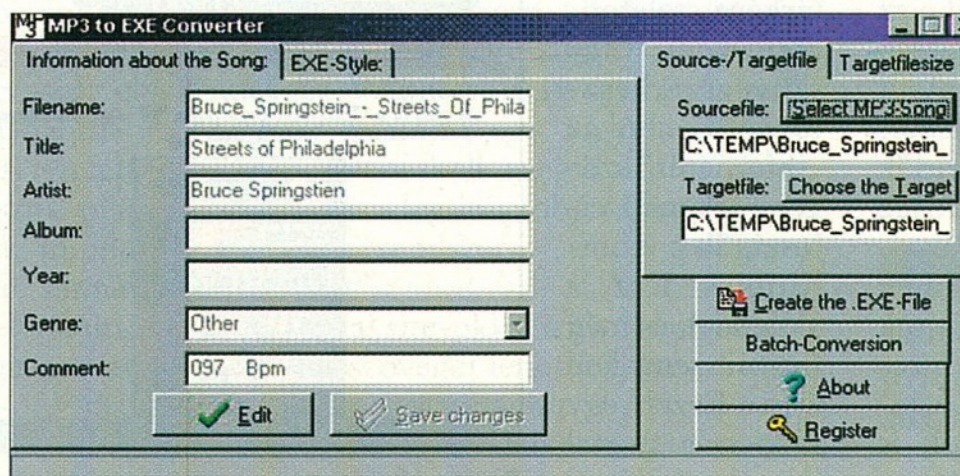 MP3 MP3 to EXE Converter
Information about the Song: EXE-Style:
Filename: Bruce_Springstein_-_Streets_Of_Phila
Title: Streets of Philadelphia
Artist: Bruce Springstien
Album:
Year:
Genre: Other
Comment: 097 Bpm
Edit Save changes
Source-/Targetfile Targetfilesize
Sourcefile: Select MP3-Song
C:\TEMP\Bruce_Springstein_
Targetfile: Choose the Target
C:\TEMP\Bruce_Springstein_
Create the .EXE-File
Batch-Conversion
About
Register